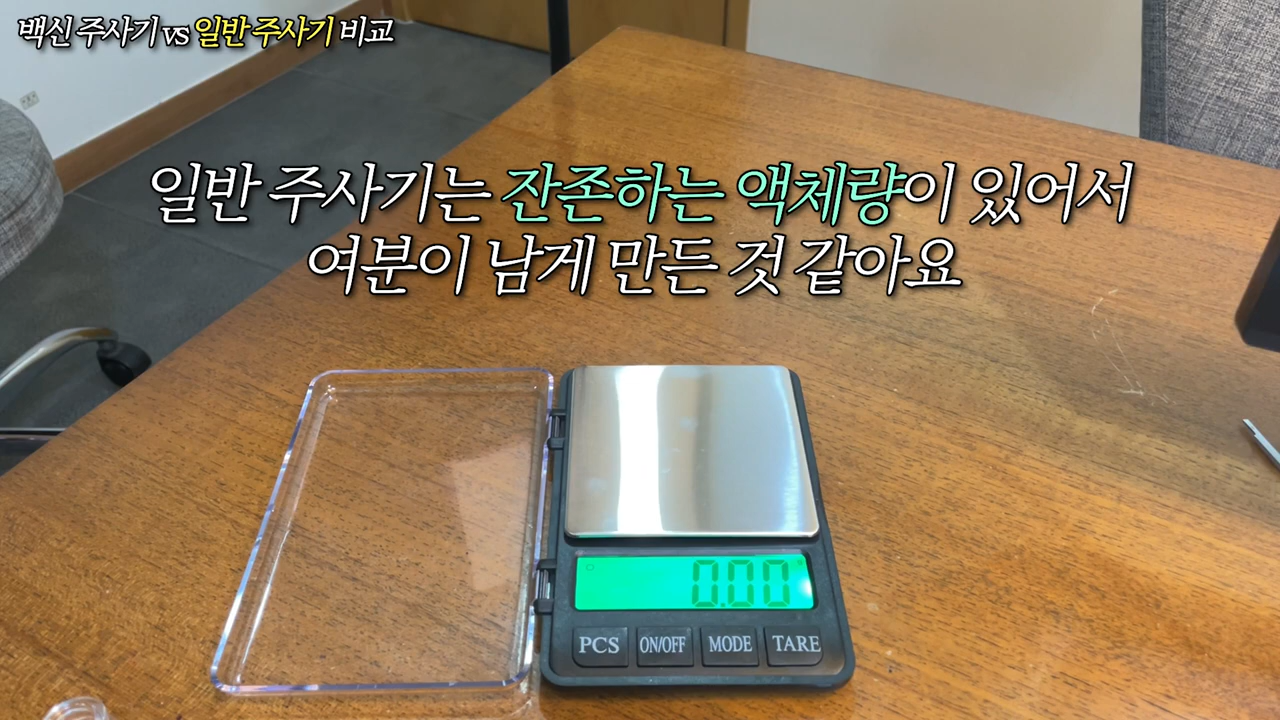 백신 주사기 vs 일반 주사기 비교
일반 주사기는 잔존하는 액체량이 있어서
여분이 남게 만든 것 같아요
0.00
PCS ON/OFF MODE TARE